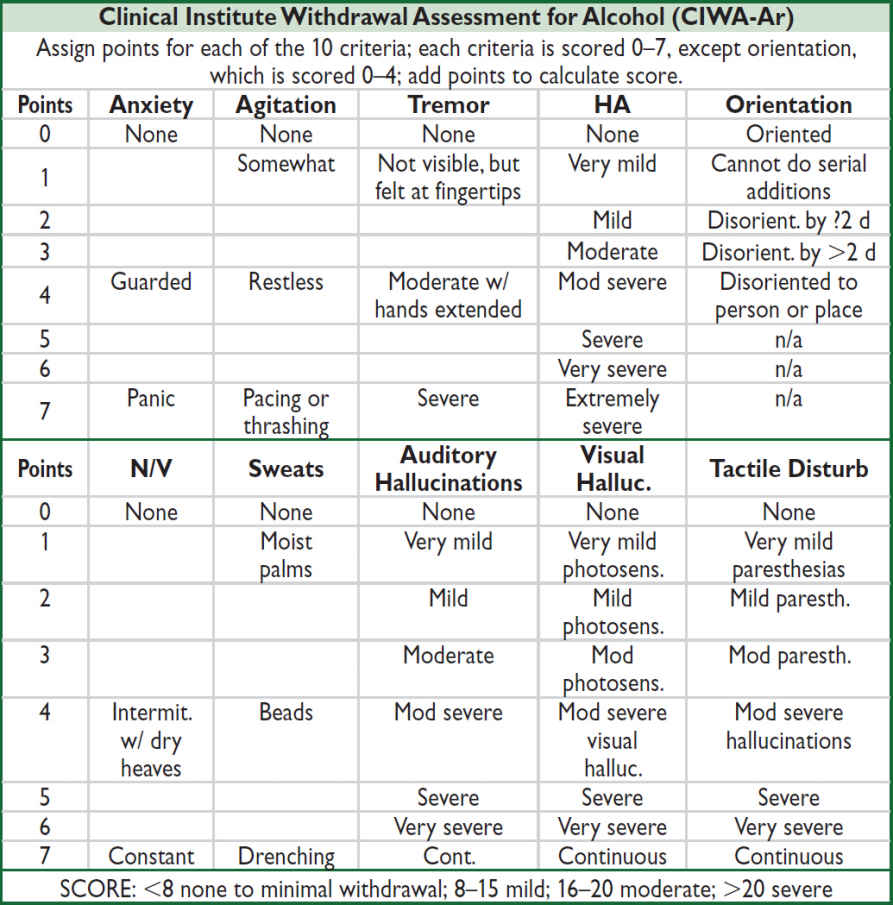 Clinical Institute Withdrawal Assessment for Alcohol (CIWA-Ar)
Assign points for each of the 10 criteria; each criteria is scored 0–7, except orientation,
which is scored 0–4; add points to calculate score.
Points Anxiety Agitation Tremor HA Orientation
0 None None None None Oriented
1 Somewhat Not visible, but felt at fingertips Very mild Cannot do serial additions
2 Mild Disorient. by ?2 d
3 Moderate Disorient. by >2 d
4 Guarded Restless Moderate w/ hands extended Mod severe Disoriented to person or place
5 Severe n/a
6 Very severe n/a
7 Panic Pacing or thrashing Severe Extremely severe n/a
Points N/V Sweats Auditory Hallucinations Visual Halluc. Tactile Disturb
0 None None None None None
1 Moist palms Very mild Very mild photosens. Very mild paresthesias
2 Mild Mild photosens. Mild paresth.
3 Moderate Mod photosens. Mod paresth.
4 Intermit. w/ dry heaves Beads Mod severe Mod severe visual halluc. Mod severe hallucinations
5 Severe Severe Severe
6 Very severe Very severe Very severe
7 Constant Drenching Cont. Continuous Continuous
SCORE: <8 none to minimal withdrawal; 8–15 mild; 16–20 moderate; >20 severe